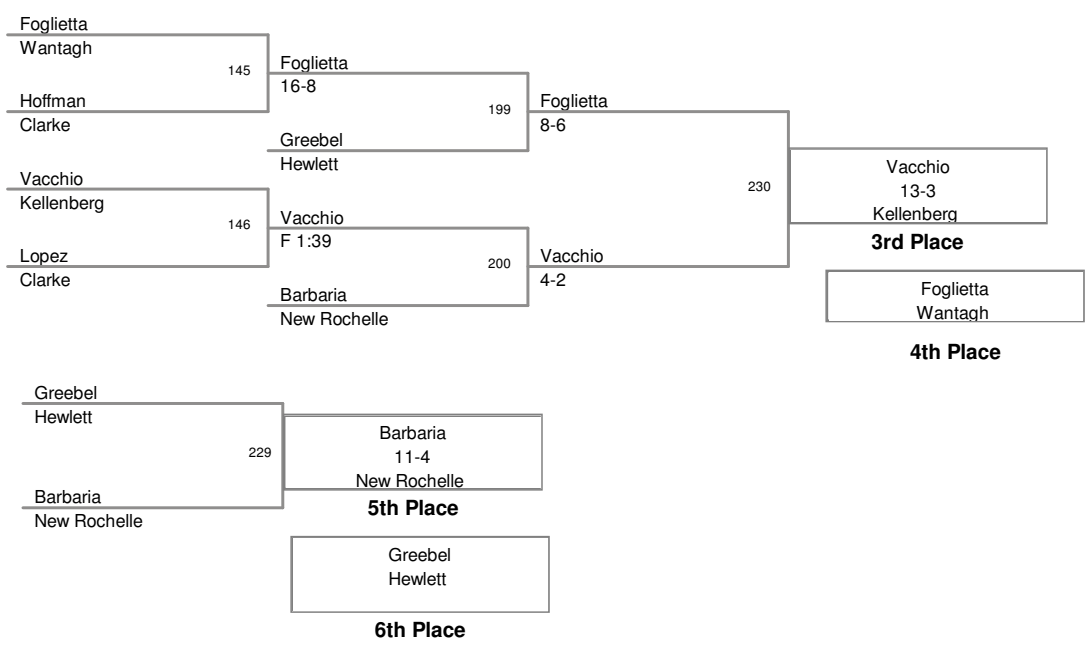 Foglietta
Wantagh
145
Hoffman
Clarke
Vacchio
Kellenberg
146
Lopez
Clarke
Foglietta
16-8
199
Greebel
Hewlett
Vacchio
F 1:39
200
Barbaria
New Rochelle
Foglietta
8-6
230
Vacchio
4-2
Vacchio
13-3
Kellenberg
3rd Place
Foglietta
Wantagh
4th Place
Greebel
Hewlett
229
Barbaria
New Rochelle
Barbaria
11-4
New Rochelle
5th Place
Greebel
Hewlett
6th Place